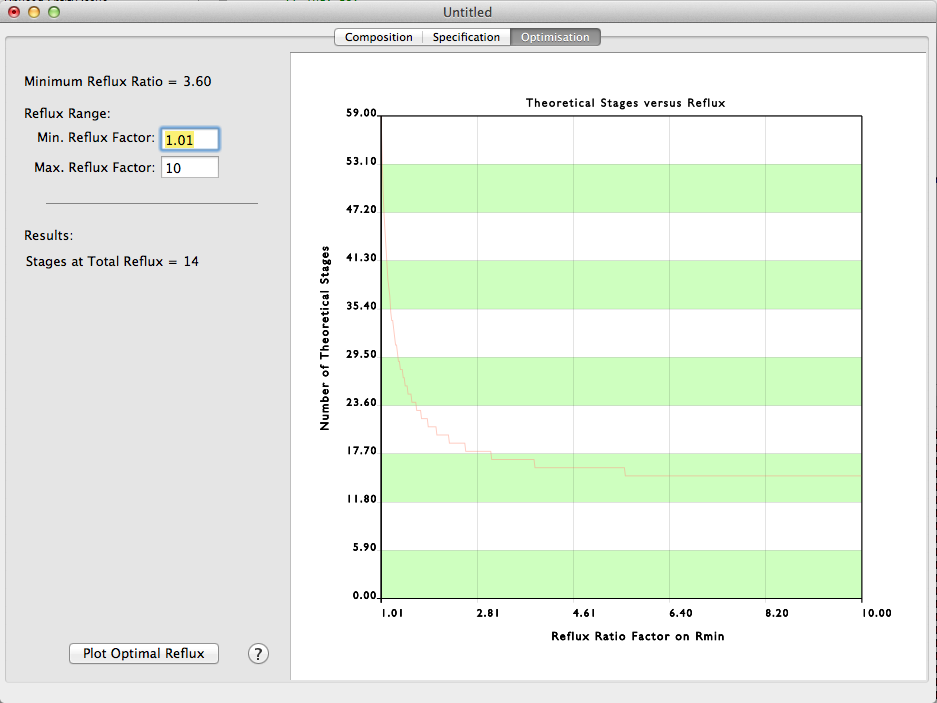 Untitled
Composition Specification Optimisation
Minimum Reflux Ratio = 3.60
Reflux Range:
Min. Reflux Factor: 1.01
Max. Reflux Factor: 10
Results:
Stages at Total Reflux = 14
Plot Optimal Reflux ?
Theoretical Stages versus Reflux
Number of Theoretical Stages
59.00
53.10
47.20
41.30
35.40
29.50
23.60
17.70
11.80
5.90
0.00
1.01 2.81 4.61 6.40 8.20 10.00
Reflux Ratio Factor on Rmin